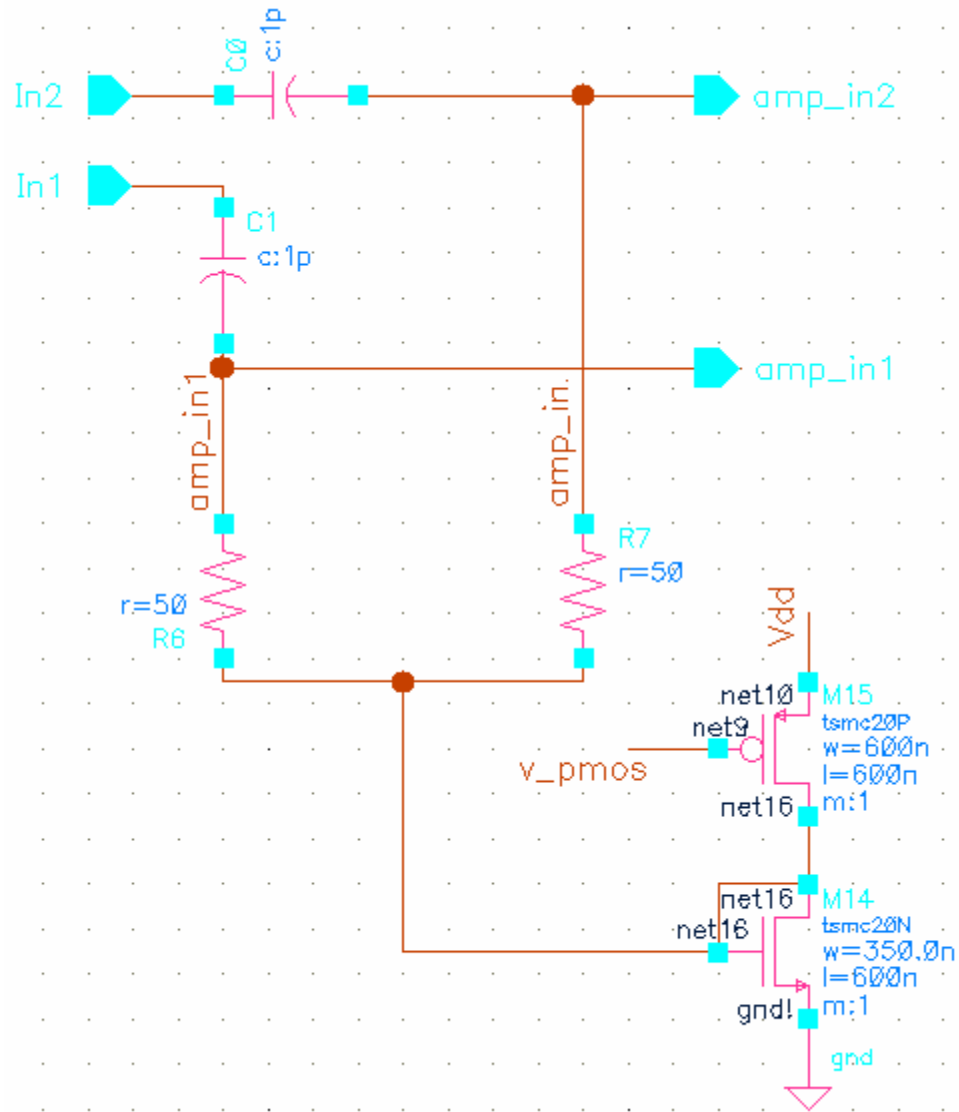 In2
C0
c:1p
amp_in2
In1
C1
c:1p
amp_in1
amp_in1
amp_in.
R7
r=50
r=50
R6
Vdd
net10
M15
net9
tsmc20P
w=600n
l=600n
v_pmos
net16
m:1
net16
M14
net16
tsmc20N
w=350.0n
l=600n
gnd!
m:1
gnd